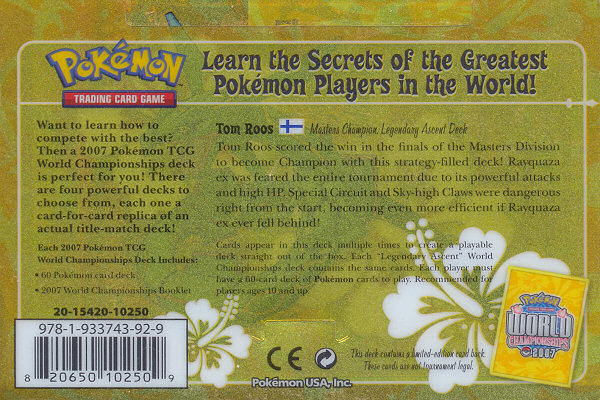 Learn the Secrets of the Greatest
Pokémon Players in the World!
POKéMON
TRADING CARD GAME
Want to learn how to
compete with the best?
Then a 2007 Pokémon TCG
World Championships deck
is perfect for you! There
are four powerful decks to
choose from, each one a
card-for-card replica of an
actual title-match deck!
Each 2007 Pokémon TCG
World Championships Deck Includes:
• 60 Pokémon card deck
• 2007 World Championships Booklet
20-15420-10250
978-1-933743-92-9
8 20650 10250 9
Tom Roos Masters Champion, Legendary Ascent Deck
Tom Roos scored the win in the finals of the Masters Division
to become Champion with this strategy-filled deck! Rayquaza
ex was feared the entire tournament due to its powerful attacks
and high HP. Special Circuit and Sky-high Claws were dangerous
right from the start, becoming even more efficient if Rayquaza
ex ever fell behind!
Cards appear in this deck multiple times to create a playable
deck straight out of the box. Each "Legendary Ascent" World
Championships deck contains the same cards. Each player must
have a 60-card deck of Pokémon cards to play. Recommended for
players ages 10 and up.
CE
0-3
This deck contains a limited-edition card back.
These cards are not tournament legal.
Pokémon USA, Inc.
POKéMON
WORLD
CHAMPIONSHIPS
2007